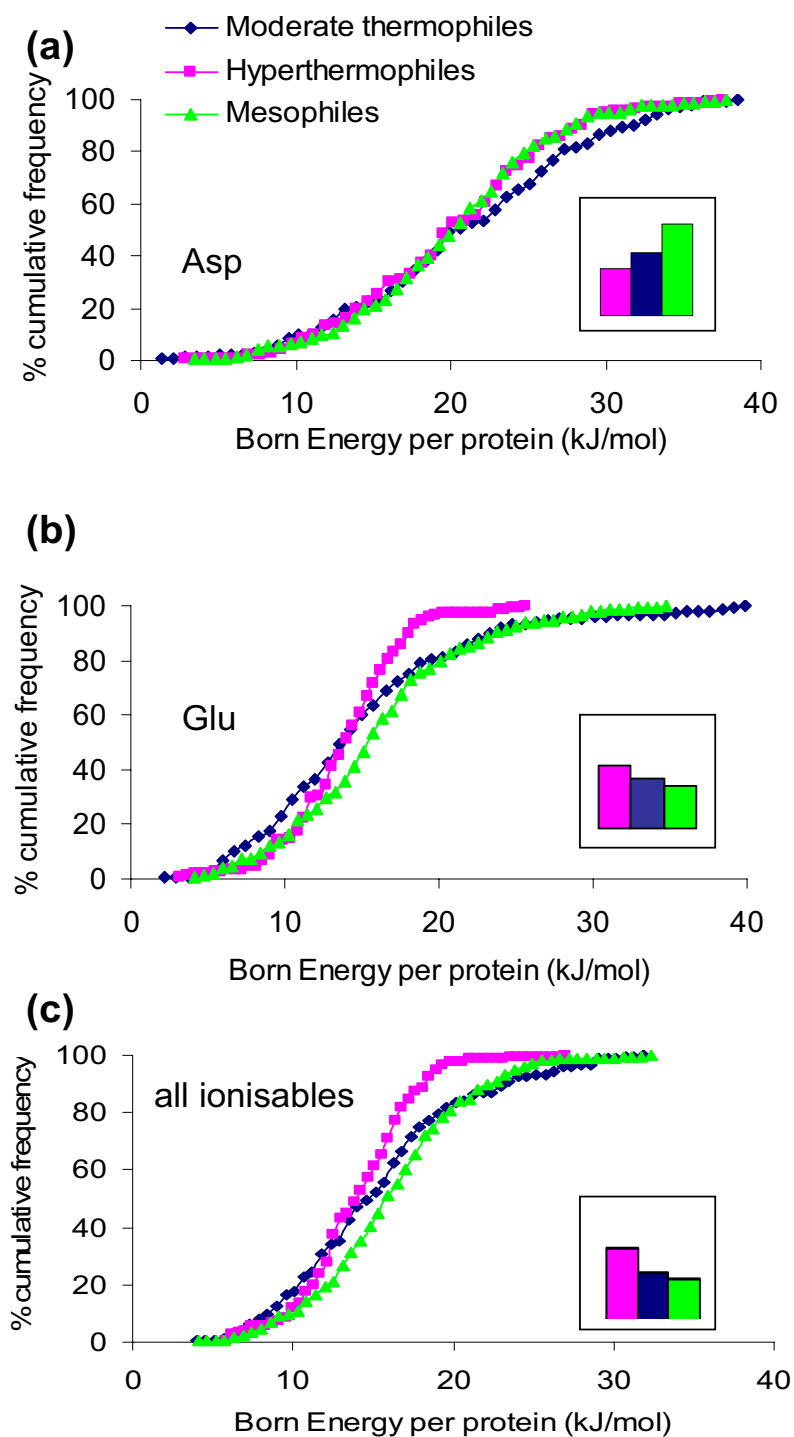 (a)
Moderate thermophiles
Hyperthermophiles
Mesophiles
% cumulative frequency
100
80
60
40
20
0
Asp
0 10 20 30 40
Born Energy per protein (kJ/mol)
(b)
% cumulative frequency
100
80
60
40
20
0
Glu
0 10 20 30 40
Born Energy per protein (kJ/mol)
(c)
% cumulative frequency
100
80
60
40
20
0
all ionisables
0 10 20 30 40
Born Energy per protein (kJ/mol)